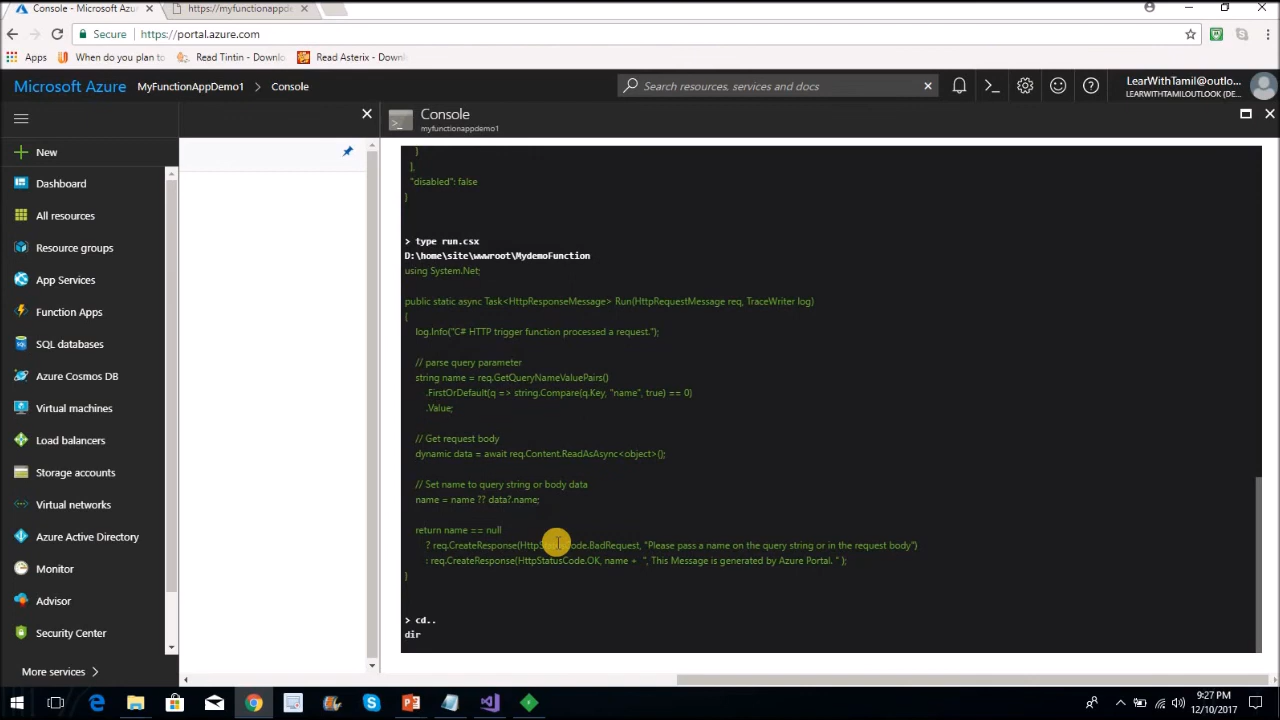 Console - Microsoft Azu
https://myfunctionappde
Secure
https://portal.azure.com
Apps
When do you plan to
Read Tintin - Downlo
Read Asterix - Down
Microsoft Azure
MyFunctionAppDemo1 > Console
Search resources, services and docs
LearWithTamil@outlo...
LEARWITHTAMILOUTLOOK (DE...
Console
myfunctionappdemo1
New
Dashboard
All resources
Resource groups
App Services
Function Apps
SQL databases
Azure Cosmos DB
Virtual machines
Load balancers
Storage accounts
Virtual networks
Azure Active Directory
Monitor
Advisor
Security Center
More services >
}
],
"disabled": false
}
> type run.csx
D:\home\site\wwwroot\MydemoFunction
using System.Net;
public static async Task<HttpResponseMessage> Run(HttpRequestMessage req, TraceWriter log)
{
log.Info("C# HTTP trigger function processed a request.");
// parse query parameter
string name = req.GetQueryNameValuePairs()
.FirstOrDefault(q => string.Compare(q.Key, "name", true) == 0)
.Value;
// Get request body
dynamic data = await req.Content.ReadAsAsync<object>();
// Set name to query string or body data
name = name ?? data?.name;
return name == null
? req.CreateResponse(HttpStatusCode.BadRequest, "Please pass a name on the query string or in the request body")
: req.CreateResponse(HttpStatusCode.OK, name + ", This Message is generated by Azure Portal. " );
}
> cd..
dir
9:27 PM
12/10/2017